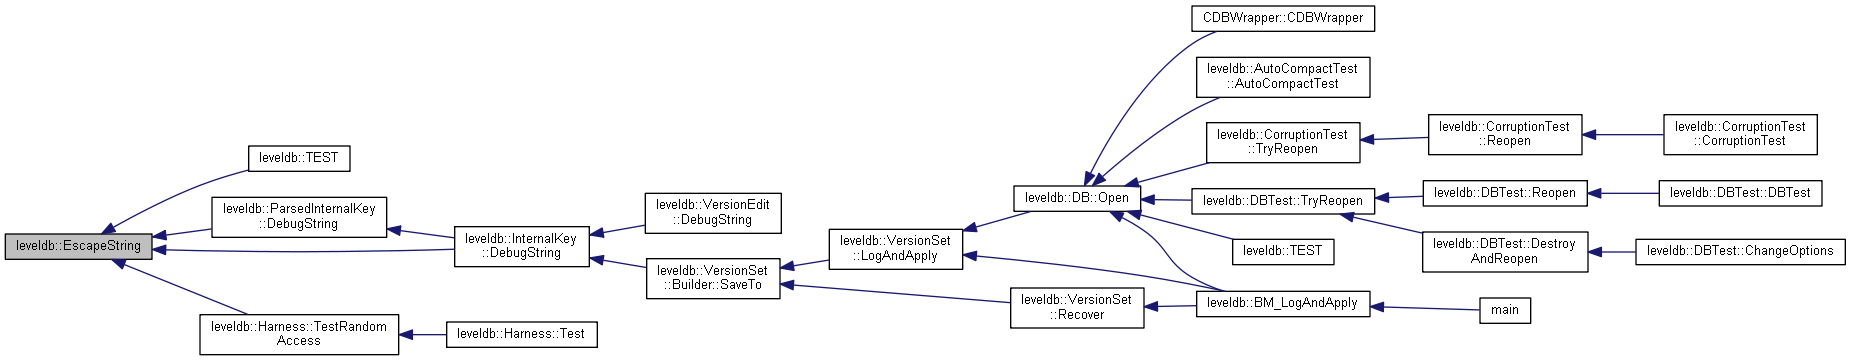 CDBWrapper::CDBWrapper
leveldb::AutoCompactTest
::AutoCompactTest
leveldb::CorruptionTest
::TryReopen
leveldb::CorruptionTest
::Reopen
leveldb::CorruptionTest
::CorruptionTest
leveldb::TEST
leveldb::ParsedInternalKey
::DebugString
leveldb::VersionEdit
::DebugString
leveldb::DB::Open
leveldb::DBTest::TryReopen
leveldb::DBTest::Reopen
leveldb::DBTest::DBTest
leveldb::EscapeString
leveldb::InternalKey
::DebugString
leveldb::VersionSet
::LogAndApply
leveldb::TEST
leveldb::DBTest::Destroy
AndReopen
leveldb::DBTest::ChangeOptions
leveldb::VersionSet
::Builder::SaveTo
leveldb::VersionSet
::Recover
leveldb::BM_LogAndApply
main
leveldb::Harness::TestRandom
Access
leveldb::Harness::Test